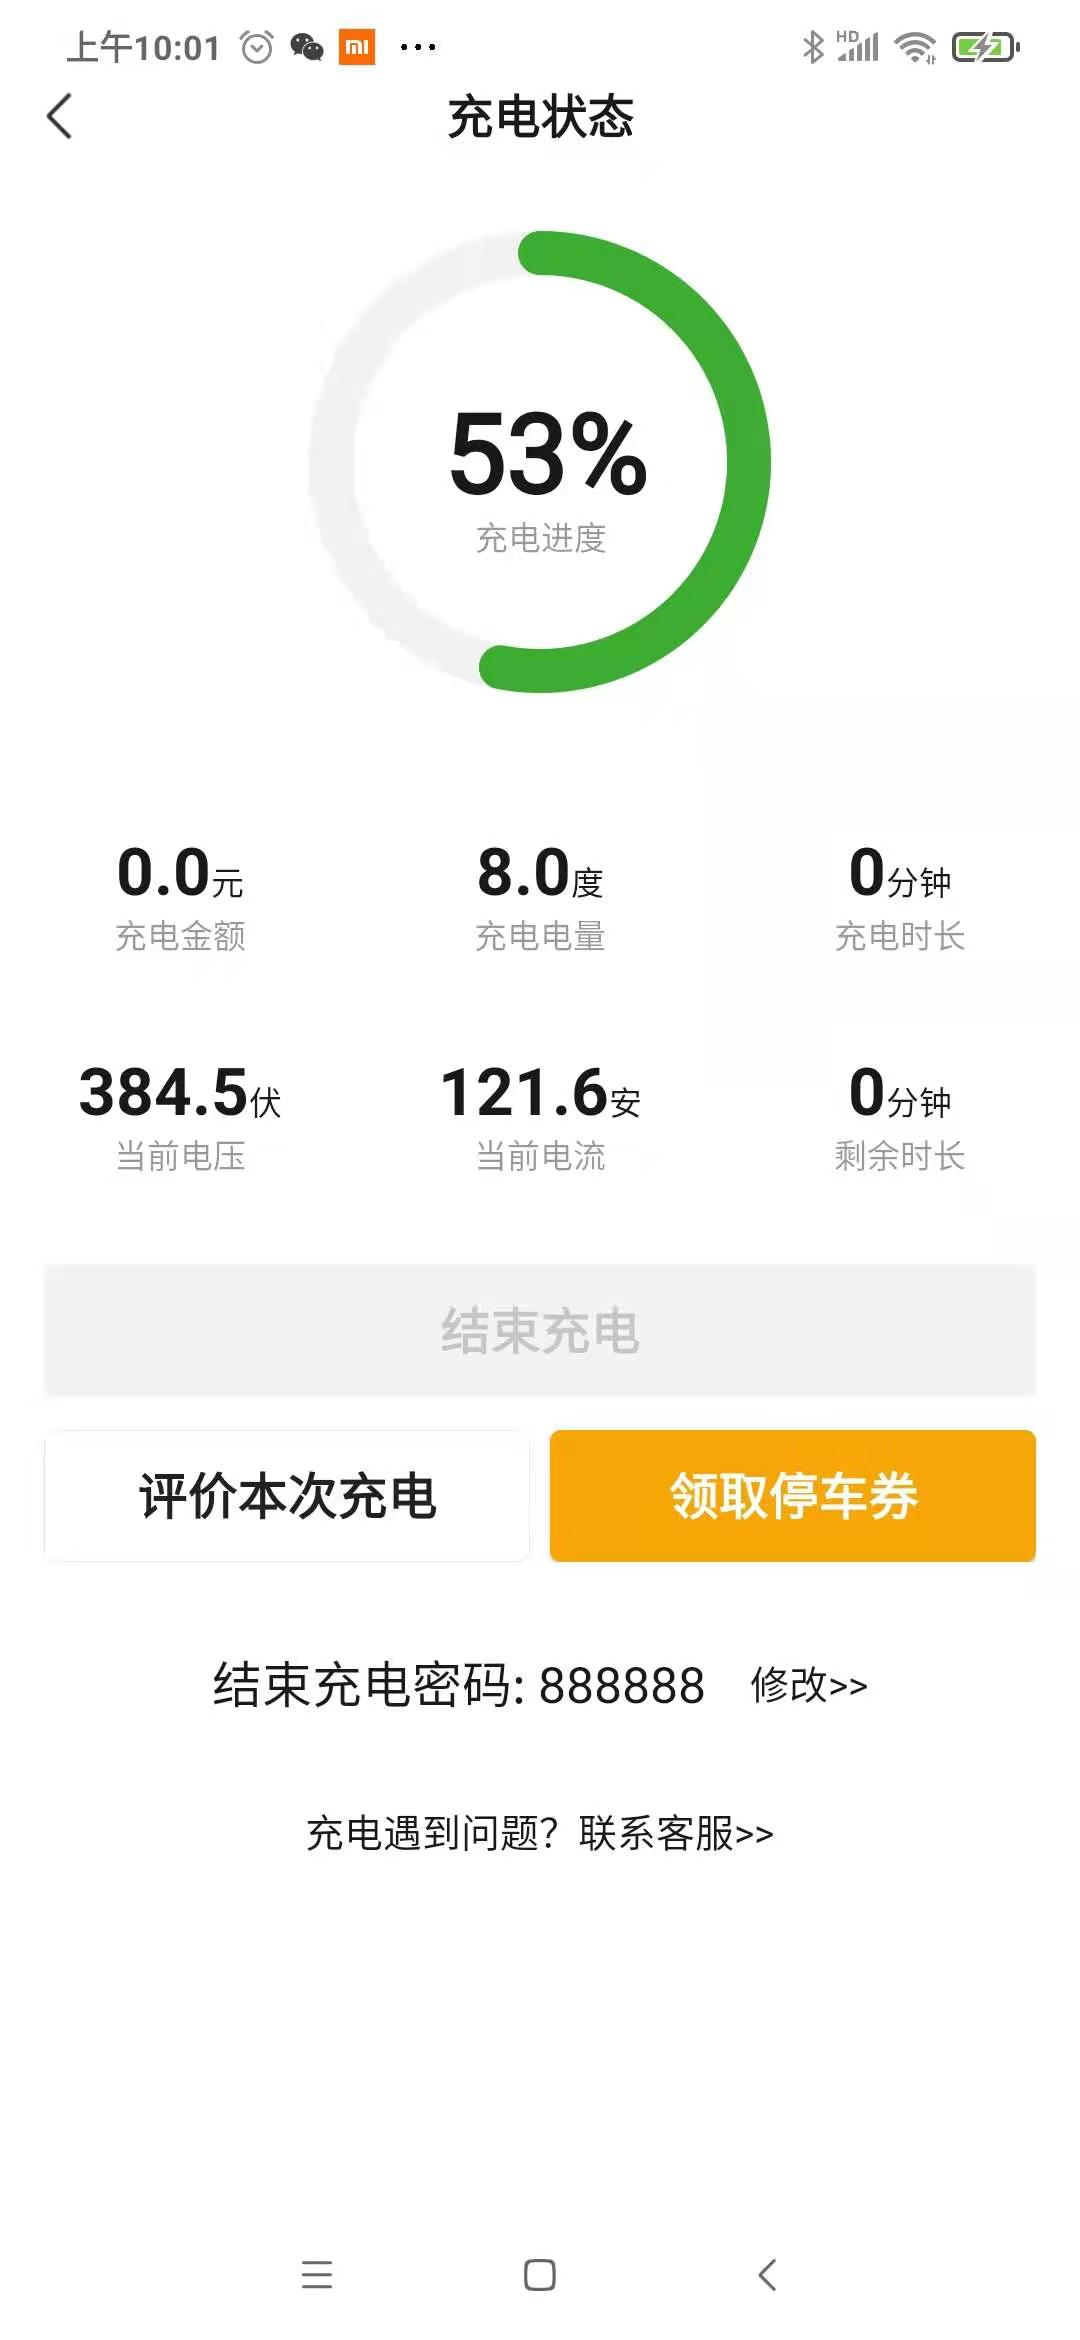 上午10:01
HD
充电状态
53%
充电进度
0.0元 8.0度 0分钟
充电金额 充电电量 充电时长
384.5伏 121.6安 0分钟
当前电压 当前电流 剩余时长
结束充电
评价本次充电 领取停车券
结束充电密码: 888888 修改>>
充电遇到问题？联系客服>>